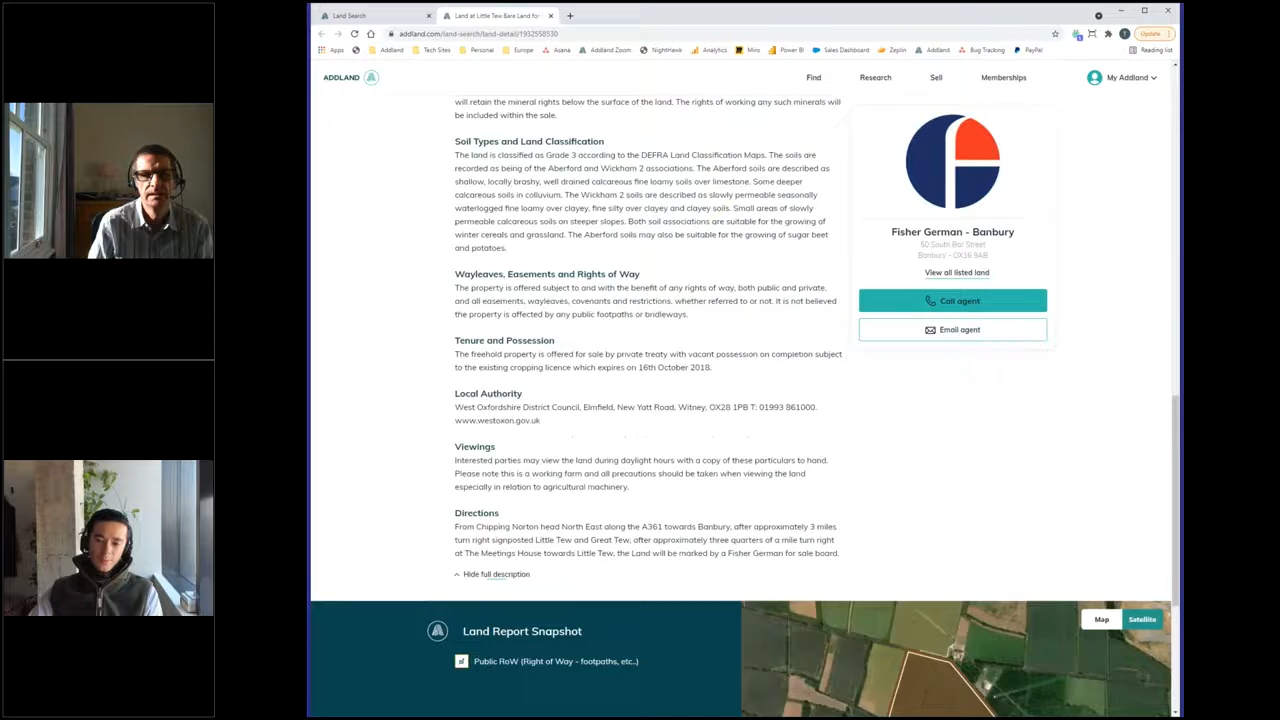 Land Search
Land at Little Tew Bare Land for
addland.com/land-search/land-detail/1932558530
Update
Apps
Addland
Tech Sites
Personal
Europe
Asana
Addland Zoom
NightHawk
Analytics
Miro
Power BI
Sales Dashboard
Zeplin
Addland
Bug Tracking
PayPal
Reading list
ADDLAND
Find
Research
Sell
Memberships
My Addland
will retain the mineral rights below the surface of the land. The rights of working any such minerals will
be included within the sale.
Soil Types and Land Classification
The land is classified as Grade 3 according to the DEFRA Land Classification Maps. The soils are
recorded as being of the Aberford and Wickham 2 associations. The Aberford soils are described as
shallow, locally brashy, well drained calcareous fine loamy soils over limestone. Some deeper
calcareous soils in colluvium. The Wickham 2 soils are described as slowly permeable seasonally
waterlogged fine loamy over clayey, fine silty over clayey and clayey soils. Small areas of slowly
permeable calcareous soils on steeper slopes. Both soil associations are suitable for the growing of
winter cereals and grassland. The Aberford soils may also be suitable for the growing of sugar beet
and potatoes.
Wayleaves, Easements and Rights of Way
The property is offered subject to and with the benefit of any rights of way, both public and private,
and all easements, wayleaves, covenants and restrictions, whether referred to or not. It is not believed
the property is affected by any public footpaths or bridleways.
Tenure and Possession
The freehold property is offered for sale by private treaty with vacant possession on completion subject
to the existing cropping licence which expires on 16th October 2018.
Local Authority
West Oxfordshire District Council, Elmfield, New Yatt Road, Witney, OX28 1PB T: 01993 861000.
www.westoxon.gov.uk
Viewings
Interested parties may view the land during daylight hours with a copy of these particulars to hand.
Please note this is a working farm and all precautions should be taken when viewing the land
especially in relation to agricultural machinery.
Directions
From Chipping Norton head North East along the A361 towards Banbury, after approximately 3 miles
turn right signposted Little Tew and Great Tew, after approximately three quarters of a mile turn right
at The Meetings House towards Little Tew, the Land will be marked by a Fisher German for sale board.
Hide full description
Fisher German - Banbury
50 South Bar Street
Banbury - OX16 9AB
View all listed land
Call agent
Email agent
Land Report Snapshot
Public RoW (Right of Way - footpaths, etc..)
Map
Satellite